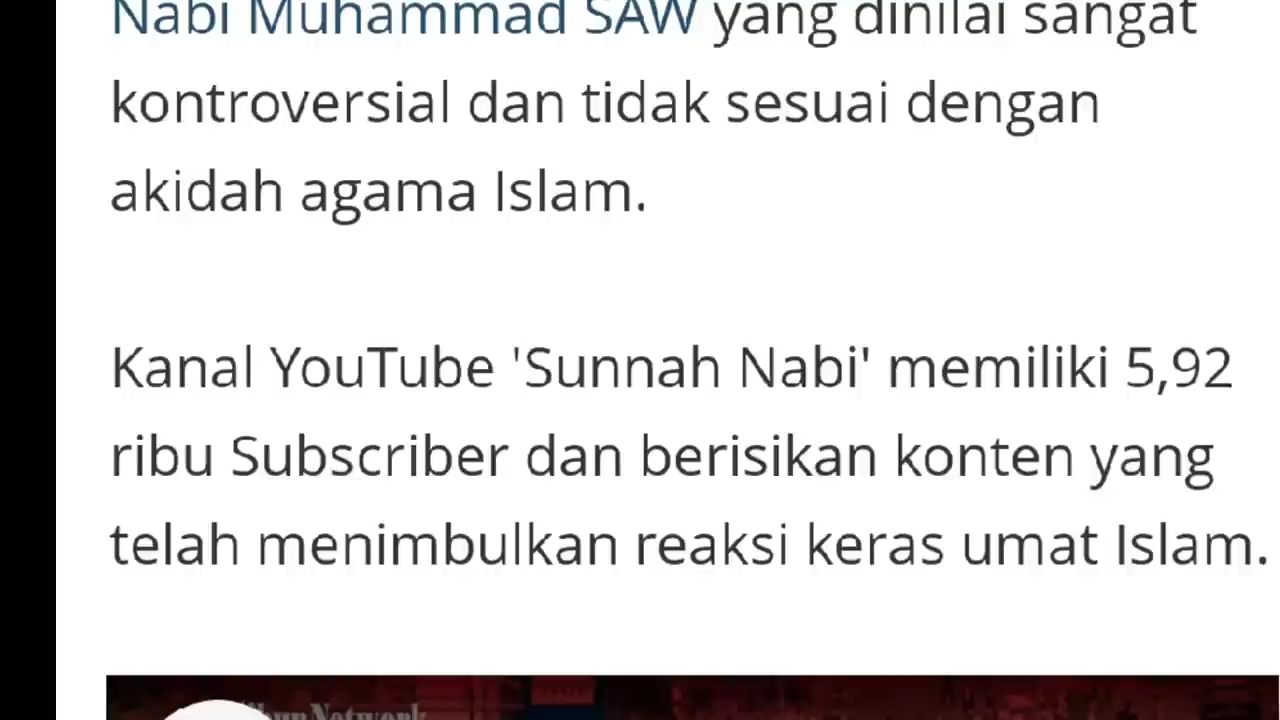 Nabi Muhammad SAW yang dinilai sangat
kontroversial dan tidak sesuai dengan
akidah agama Islam.
Kanal YouTube 'Sunnah Nabi' memiliki 5,92
ribu Subscriber dan berisikan konten yang
telah menimbulkan reaksi keras umat Islam.
Network